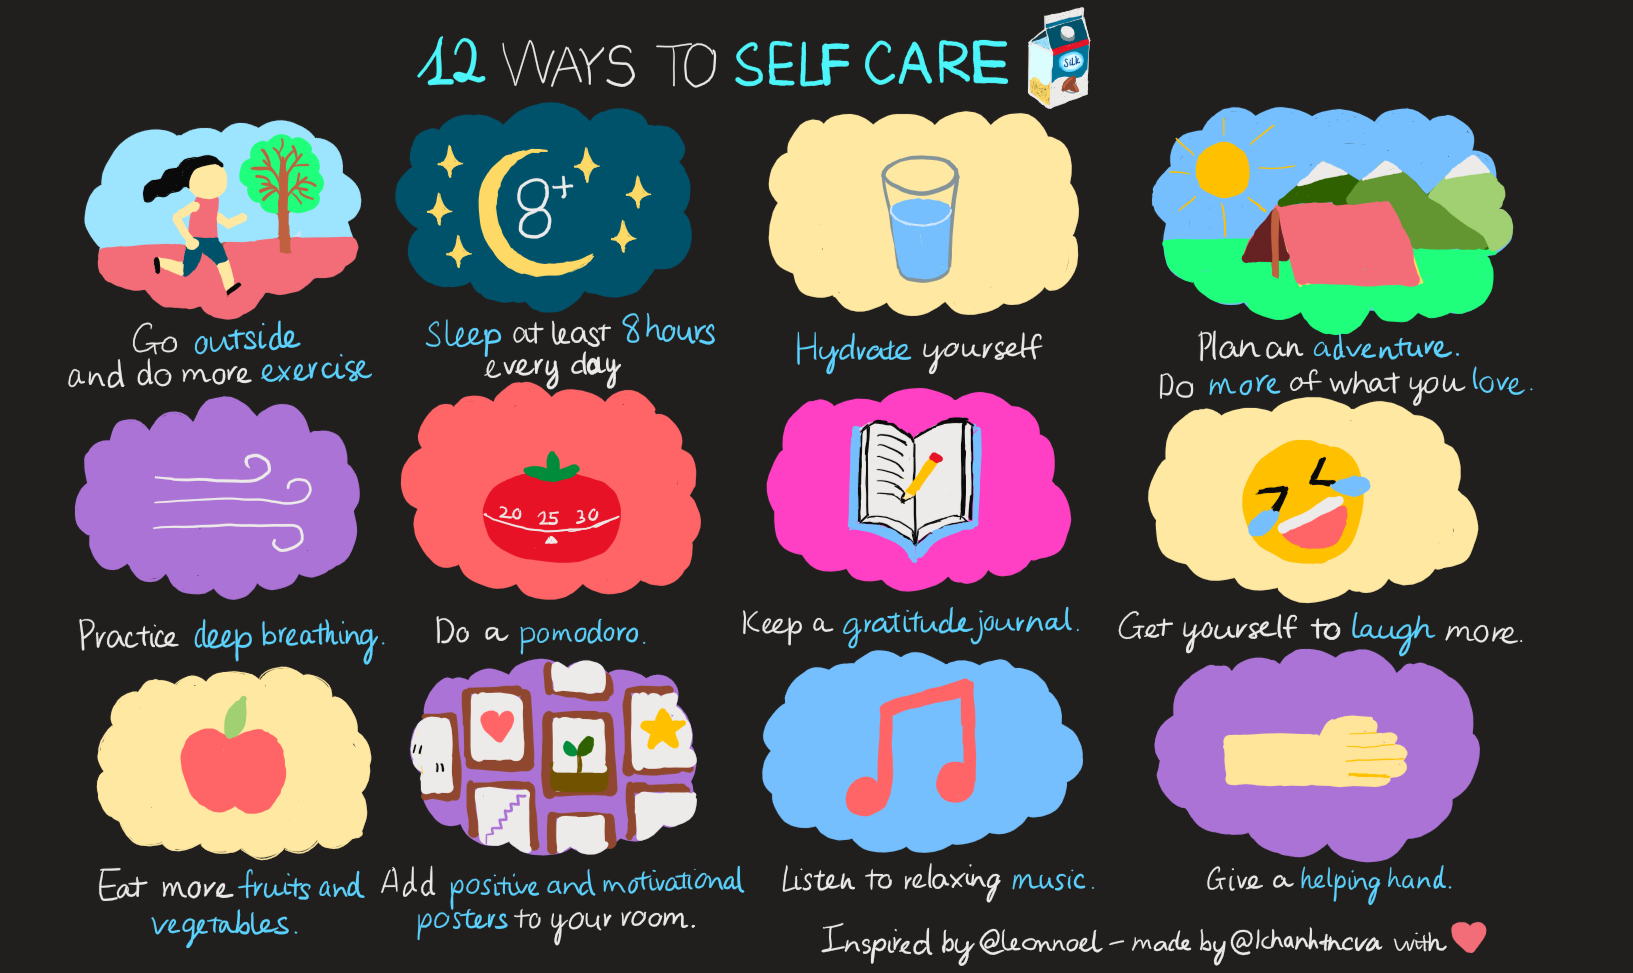 12 WAYS TO SELF CARE
Silk
8+
Go outside
and do more exercise
Sleep at least 8 hours
every day
Hydrate yourself
Plan an adventure.
Do more of what you love.
20 25 30
Practice deep breathing.
Do a pomodoro.
Keep a gratitude journal.
Get yourself to laugh more.
Eat more fruits and
vegetables.
Add positive and motivational
posters to your room.
Listen to relaxing music.
Give a helping hand.
Inspired by @leonnoel - made by @1chanhtncva with